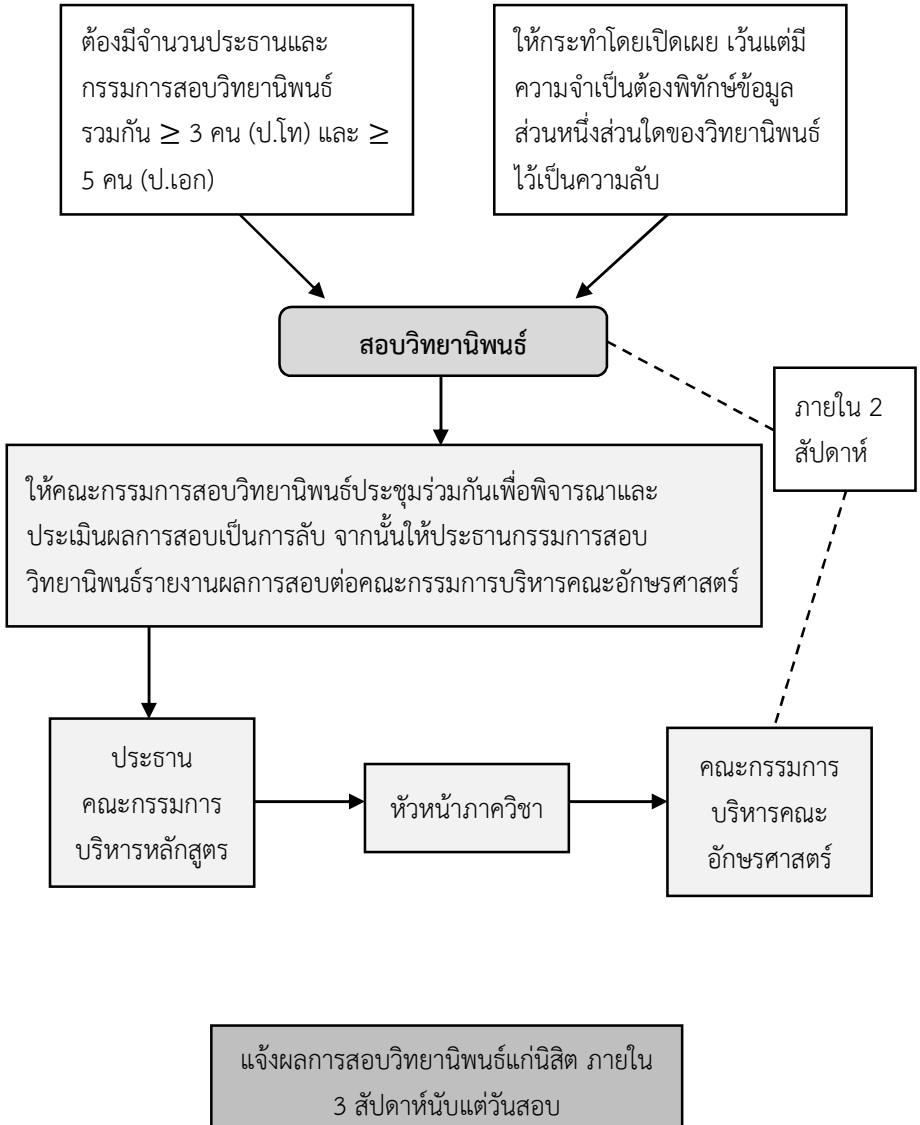 ต้องมีจำนวนประธานและ
กรรมการสอบวิทยานิพนธ์
รวมกัน ≥ 3 คน (ป.โท) และ ≥
5 คน (ป.เอก)
ให้กระทำโดยเปิดเผย เว้นแต่มี
ความจำเป็นต้องพิทักษ์ข้อมูล
ส่วนหนึ่งส่วนใดของวิทยานิพนธ์
ไว้เป็นความลับ
สอบวิทยานิพนธ์
ภายใน 2
สัปดาห์
ให้คณะกรรมการสอบวิทยานิพนธ์ประชุมร่วมกันเพื่อพิจารณาและ
ประเมินผลการสอบเป็นการลับ จากนั้นให้ประธานกรรมการสอบ
วิทยานิพนธ์รายงานผลการสอบต่อคณะกรรมการบริหารคณะอักษรศาสตร์
ประธาน
คณะกรรมการ
บริหารหลักสูตร
หัวหน้าภาควิชา
คณะกรรมการ
บริหารคณะ
อักษรศาสตร์
แจ้งผลการสอบวิทยานิพนธ์แก่นิสิต ภายใน
3 สัปดาห์นับแต่วันสอบ